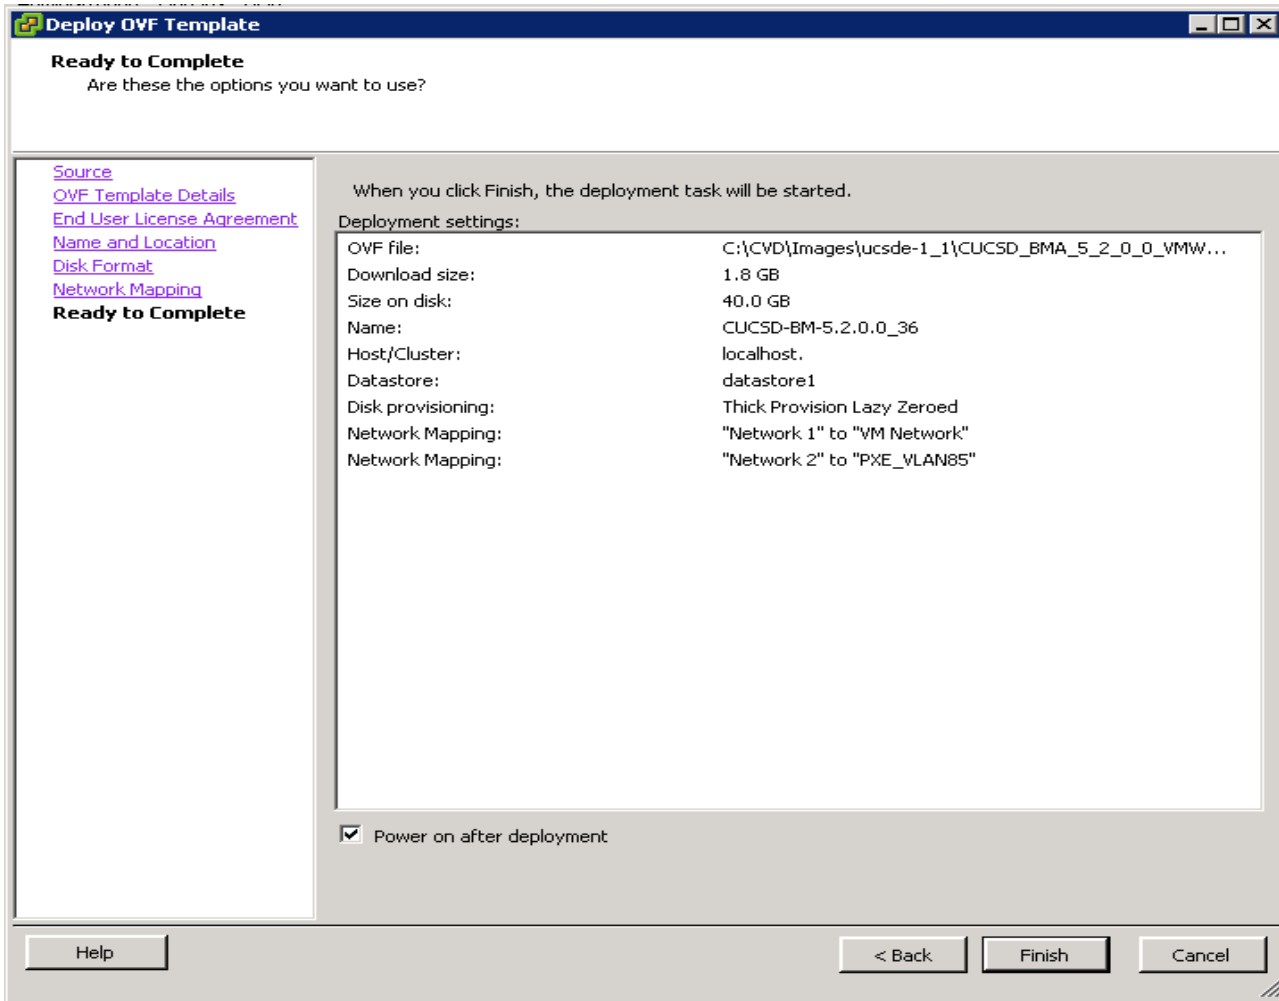 Deploy OVF Template
Ready to Complete
Are these the options you want to use?
Source
OVF Template Details
End User License Agreement
Name and Location
Disk Format
Network Mapping
Ready to Complete
When you click Finish, the deployment task will be started.
Deployment settings:
OVF file: C:\CVD\Images\ucsde-1_1\CUCSD_BMA_5_2_0_0_VMW...
Download size: 1.8 GB
Size on disk: 40.0 GB
Name: CUCSD-BM-5.2.0.0_36
Host/Cluster: localhost.
Datastore: datastore1
Disk provisioning: Thick Provision Lazy Zeroed
Network Mapping: "Network 1" to "VM Network"
Network Mapping: "Network 2" to "PXE_VLAN85"
Power on after deployment
Help < Back Finish Cancel